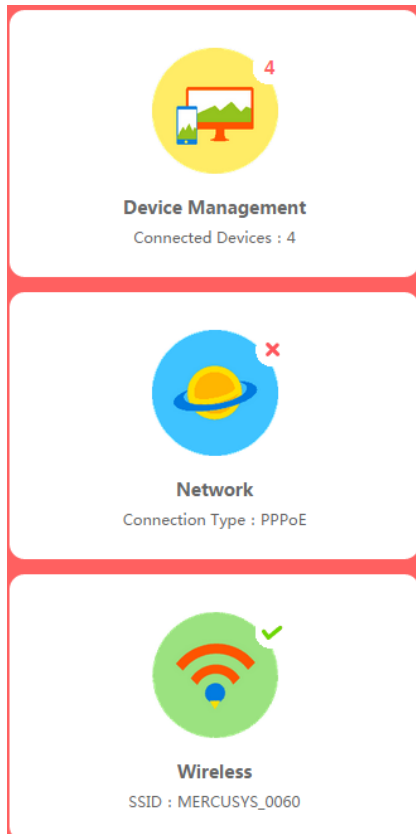 4
Device Management
Connected Devices : 4
Network
Connection Type : PPPoE
Wireless
SSID : MERCUSYS_0060